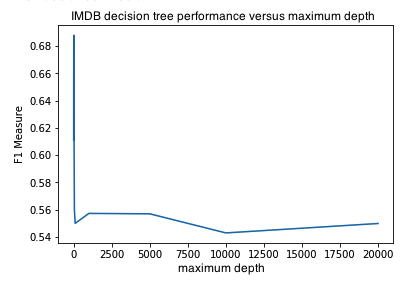 IMDB decision tree performance versus maximum depth
F1 Measure
0.68
0.66
0.64
0.62
0.60
0.58
0.56
0.54
0 2500 5000 7500 10000 12500 15000 17500 20000
maximum depth